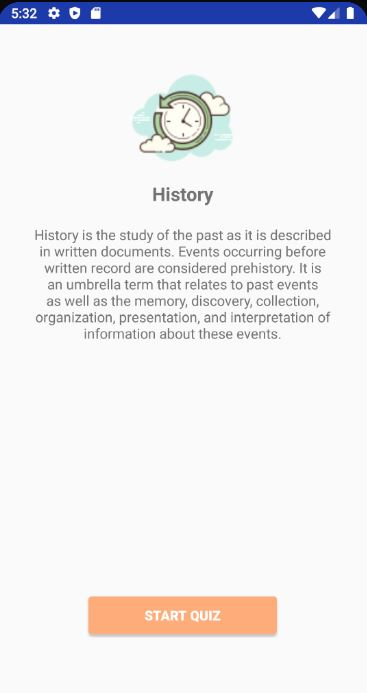 5:32
History
History is the study of the past as it is described
in written documents. Events occurring before
written record are considered prehistory. It is
an umbrella term that relates to past events
as well as the memory, discovery, collection,
organization, presentation, and interpretation of
information about these events.
START QUIZ